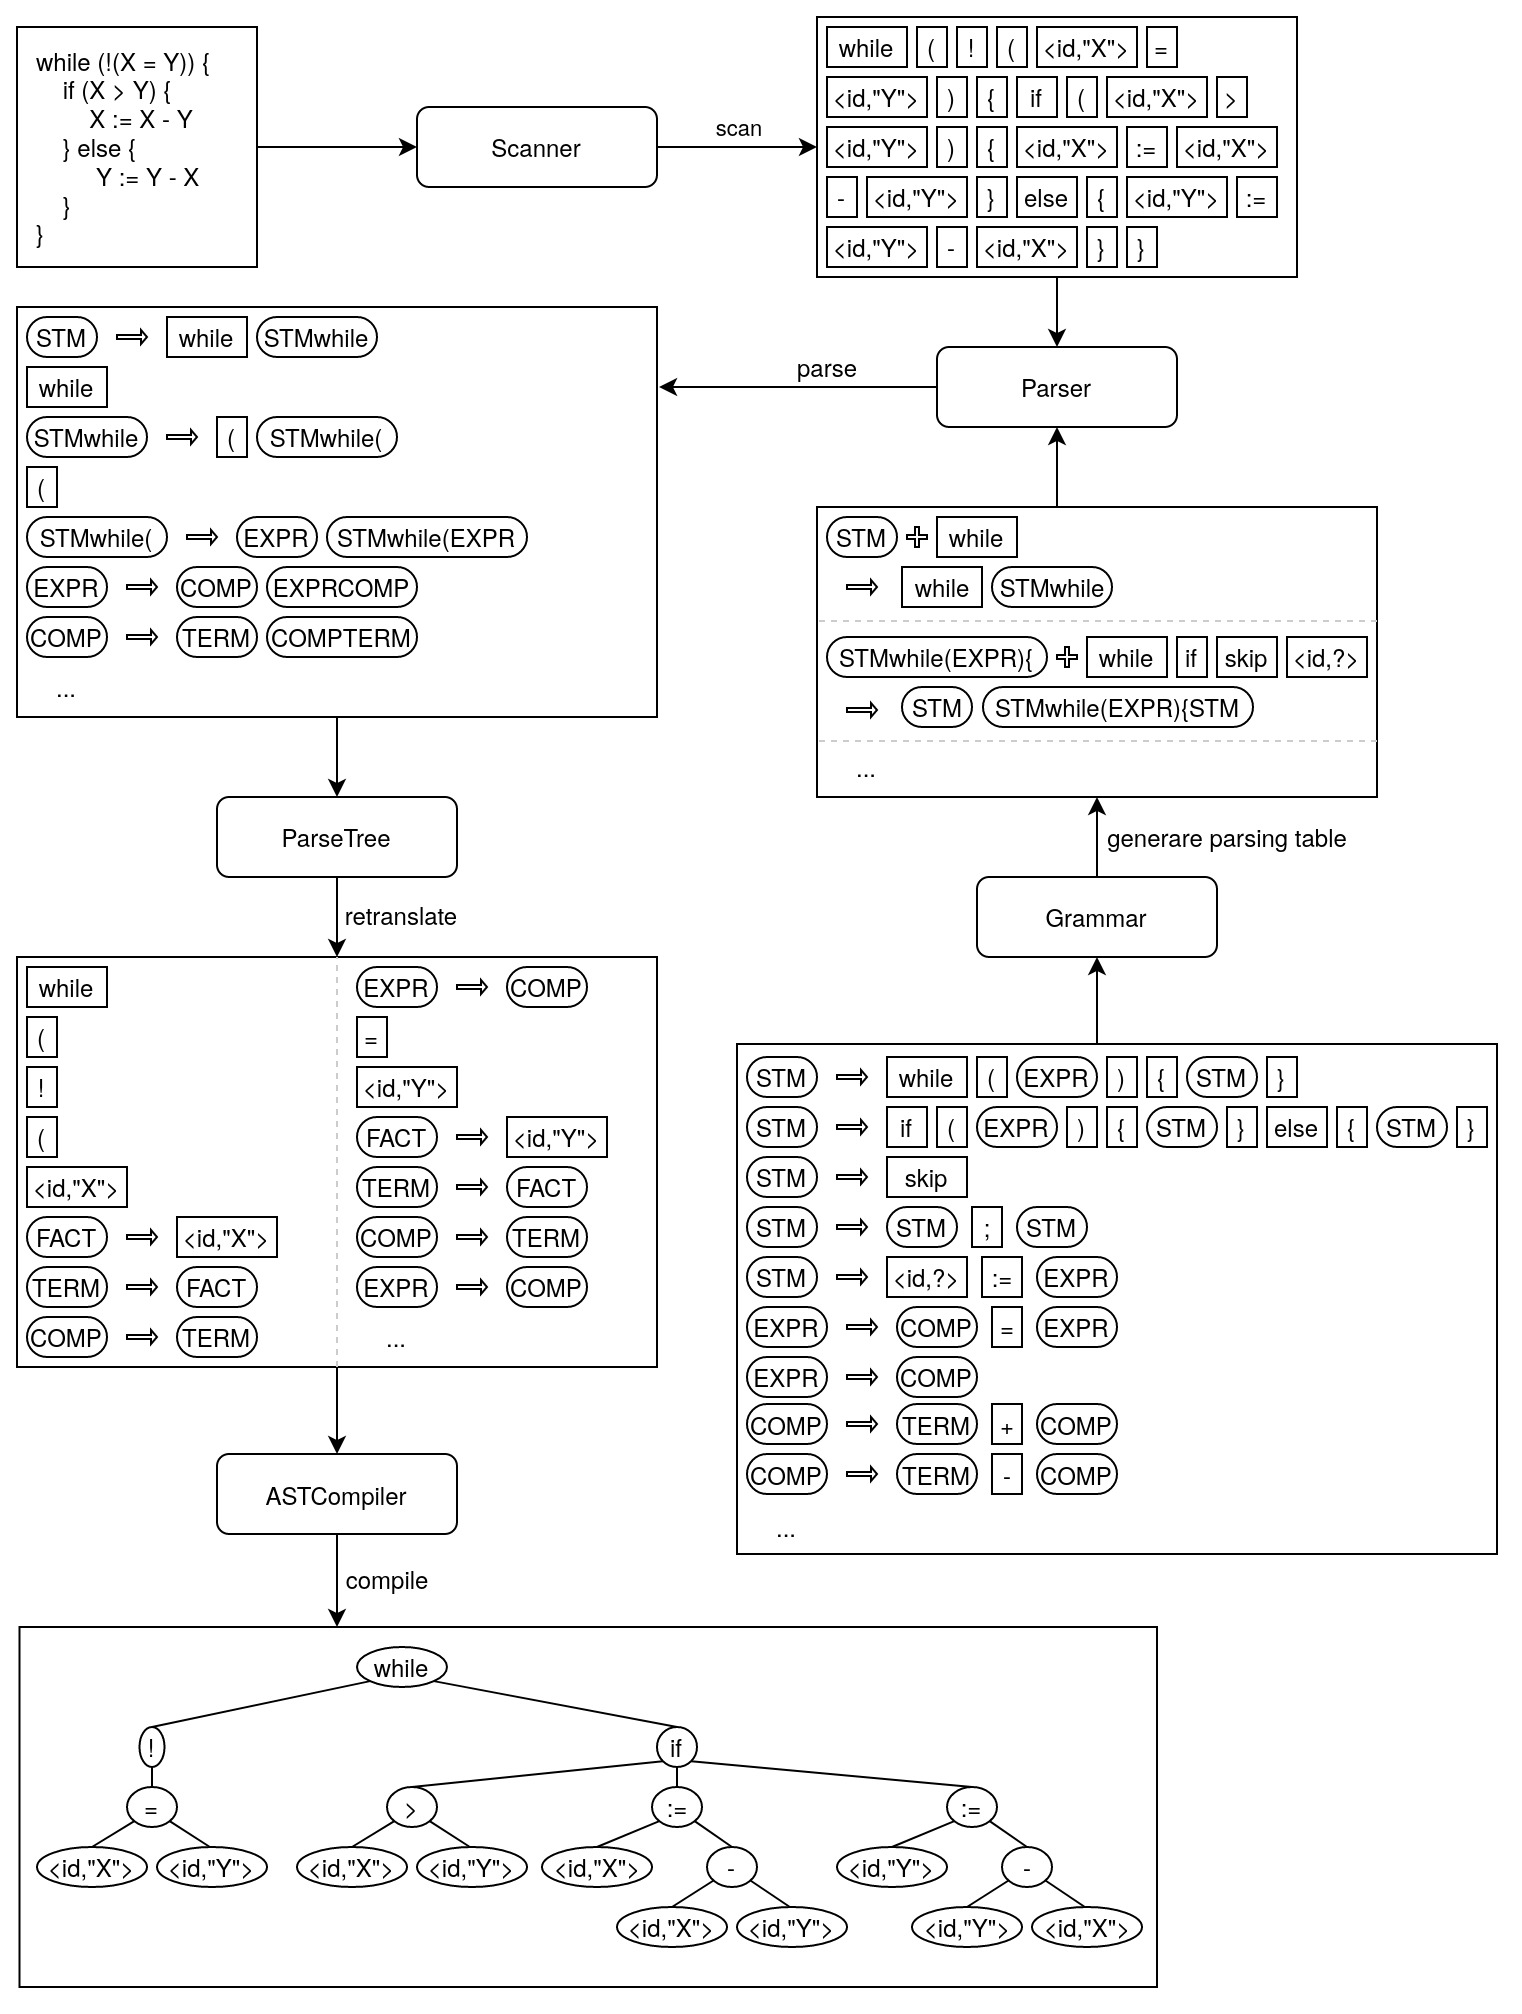 while (!(X = Y)) {
if (X > Y) {
X := X - Y
} else {
Y := Y - X
}
}
Scanner
scan
while ( ! ( <id,"X"> =
<id,"Y"> ) { if ( <id,"X"> >
<id,"Y"> ) { <id,"X"> := <id,"X">
- <id,"Y"> } else { <id,"Y"> :=
<id,"Y"> - <id,"X"> } }
Parser
parse
STM ⇒ while STMwhile
while
STMwhile ⇒ ( STMwhile(
(
STMwhile( ⇒ EXPR STMwhile(EXPR
EXPR ⇒ COMP EXPRCOMP
COMP ⇒ TERM COMPTERM
...
STM + while
⇒ while STMwhile
STMwhile(EXPR){ + while if skip <id,?>
⇒ STM STMwhile(EXPR){STM
...
generare parsing table
Grammar
STM ⇒ while ( EXPR ) { STM }
STM ⇒ if ( EXPR ) { STM } else { STM }
STM ⇒ skip
STM ⇒ STM ; STM
STM ⇒ <id,?> := EXPR
EXPR ⇒ COMP = EXPR
EXPR ⇒ COMP
COMP ⇒ TERM + COMP
COMP ⇒ TERM - COMP
...
ParseTree
retranslate
while
(
!
(
<id,"X">
FACT ⇒ <id,"X">
TERM ⇒ FACT
COMP ⇒ TERM
EXPR ⇒ COMP
=
<id,"Y">
FACT ⇒ <id,"Y">
TERM ⇒ FACT
COMP ⇒ TERM
EXPR ⇒ COMP
...
ASTCompiler
compile
while
! if
= > := :=
<id,"X"> <id,"Y"> <id,"X"> <id,"Y"> <id,"X"> - <id,"Y"> -
<id,"X"> <id,"Y"> <id,"Y"> <id,"X">